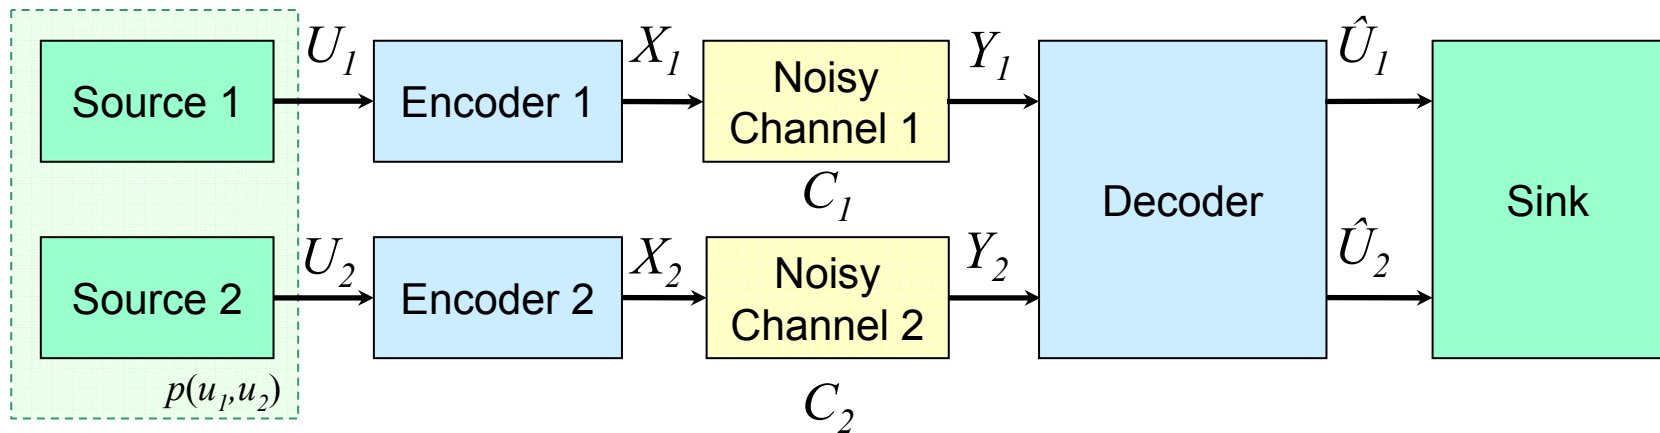 Source 1
U₁
Encoder 1
X₁
Noisy
Channel 1
C₁
Y₁
Decoder
Û₁
Sink
Source 2
U₂
Encoder 2
X₂
Noisy
Channel 2
C₂
Y₂
Û₂
p(u₁,u₂)